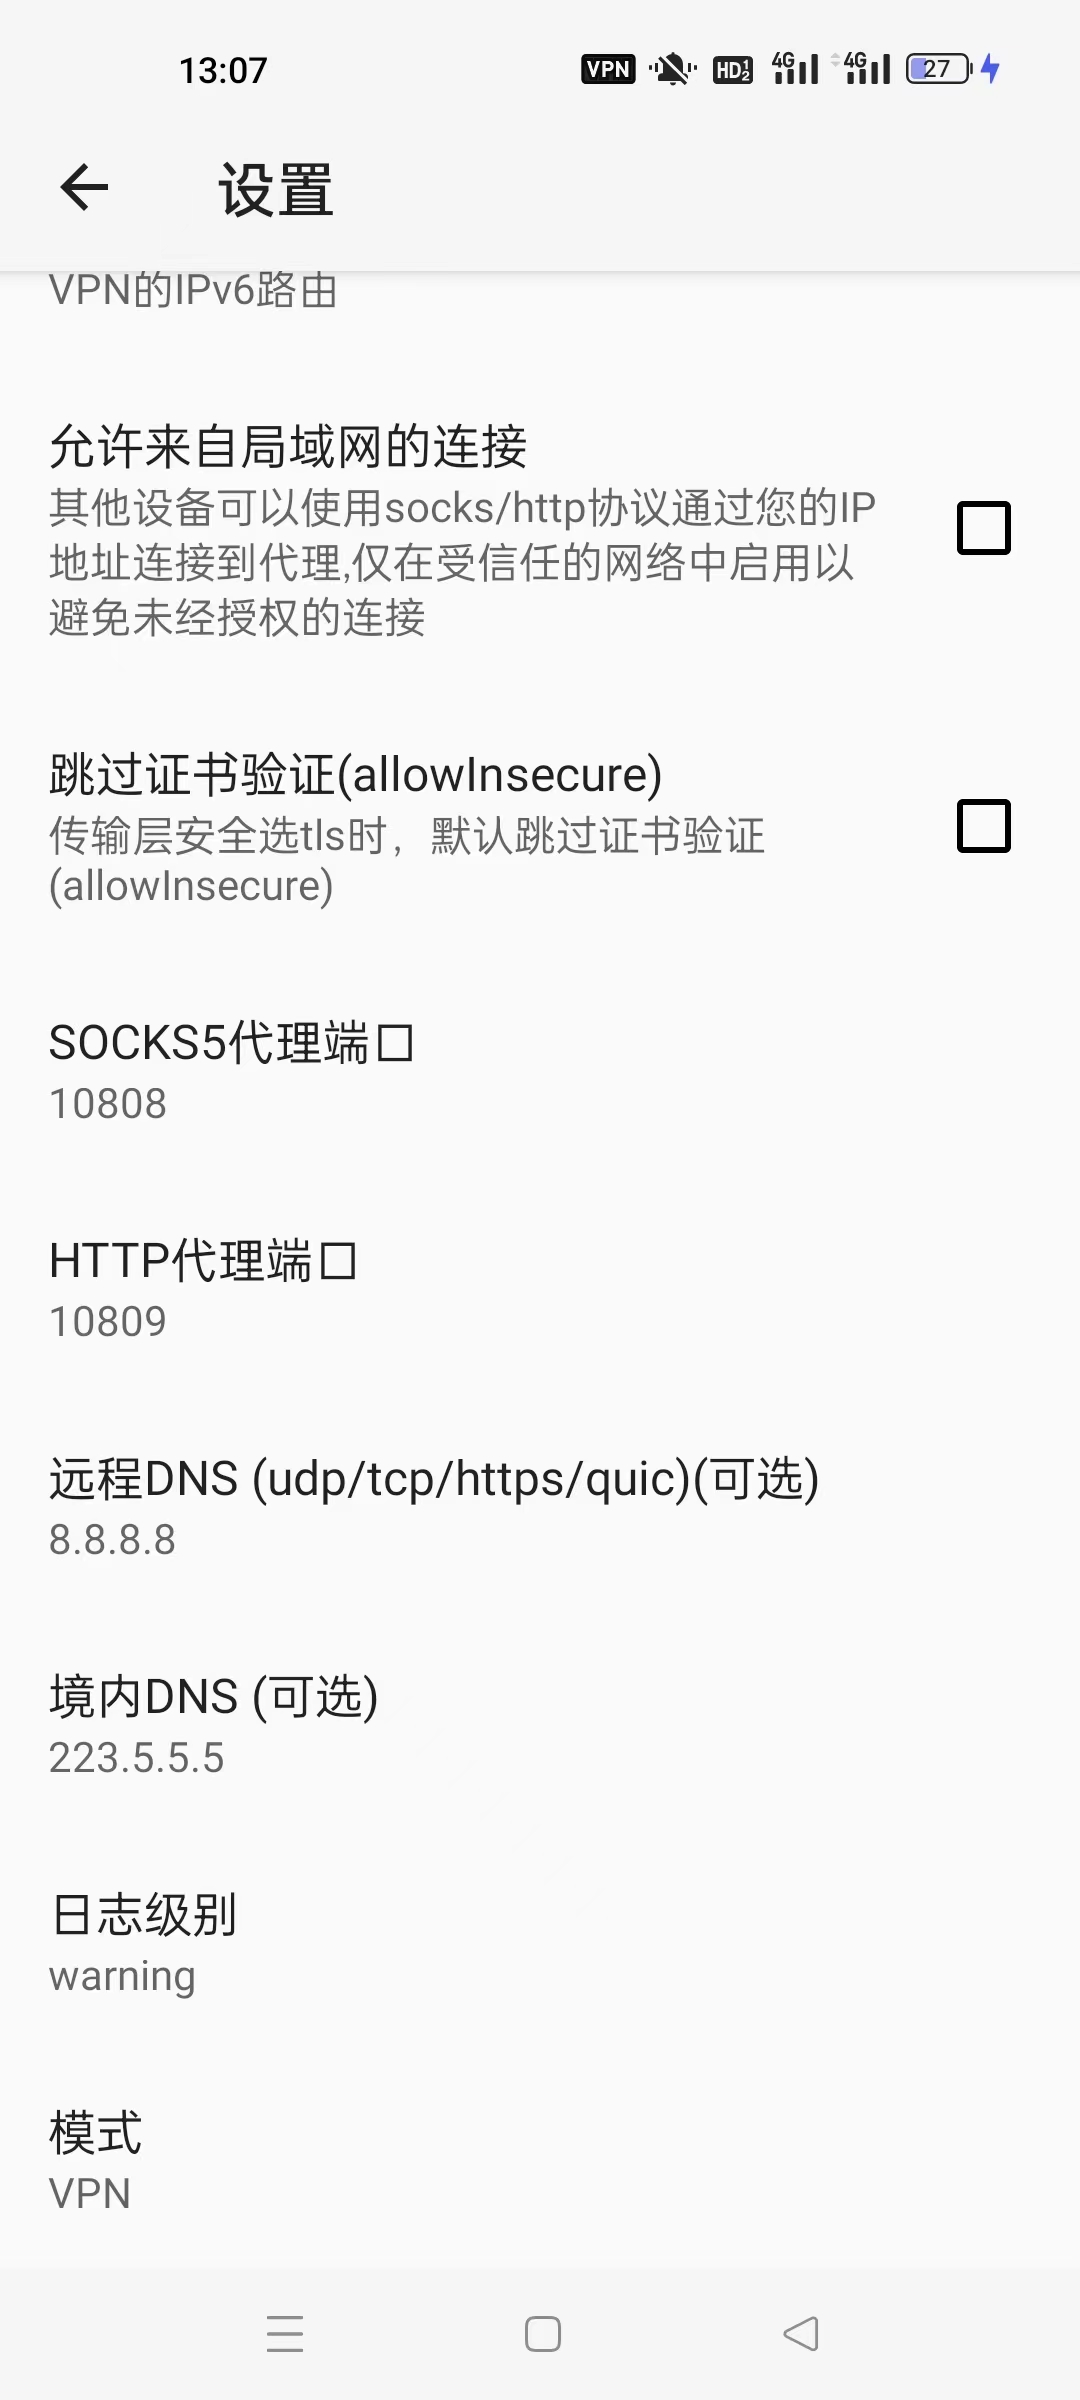 13:07
VPN
HD 1 2
4G
4G
27
设置
VPN的IPv6路由
允许来自局域网的连接
其他设备可以使用socks/http协议通过您的IP
地址连接到代理,仅在受信任的网络中启用以
避免未经授权的连接
跳过证书验证(allowInsecure)
传输层安全选tls时，默认跳过证书验证
(allowInsecure)
SOCKS5代理端口
10808
HTTP代理端口
10809
远程DNS (udp/tcp/https/quic)(可选)
8.8.8.8
境内DNS (可选)
223.5.5.5
日志级别
warning
模式
VPN